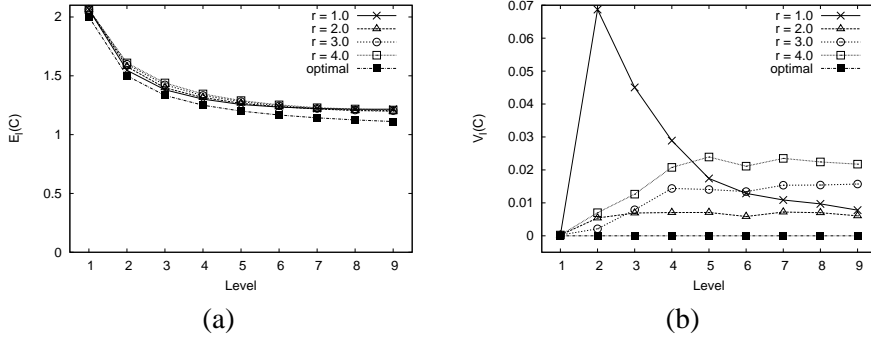 2
1.5
1
0.5
0
E_l(C)
1 2 3 4 5 6 7 8 9
Level
r = 1.0
r = 2.0
r = 3.0
r = 4.0
optimal
(a)
0.07
0.06
0.05
0.04
0.03
0.02
0.01
0
V_l(C)
1 2 3 4 5 6 7 8 9
Level
r = 1.0
r = 2.0
r = 3.0
r = 4.0
optimal
(b)